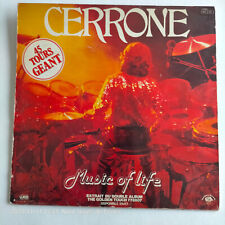 CERRONE
45
TOURS
GEANT
Music of life
EXTRAIT DU DOUBLE ALBUM
THE GOLDEN TOUCH